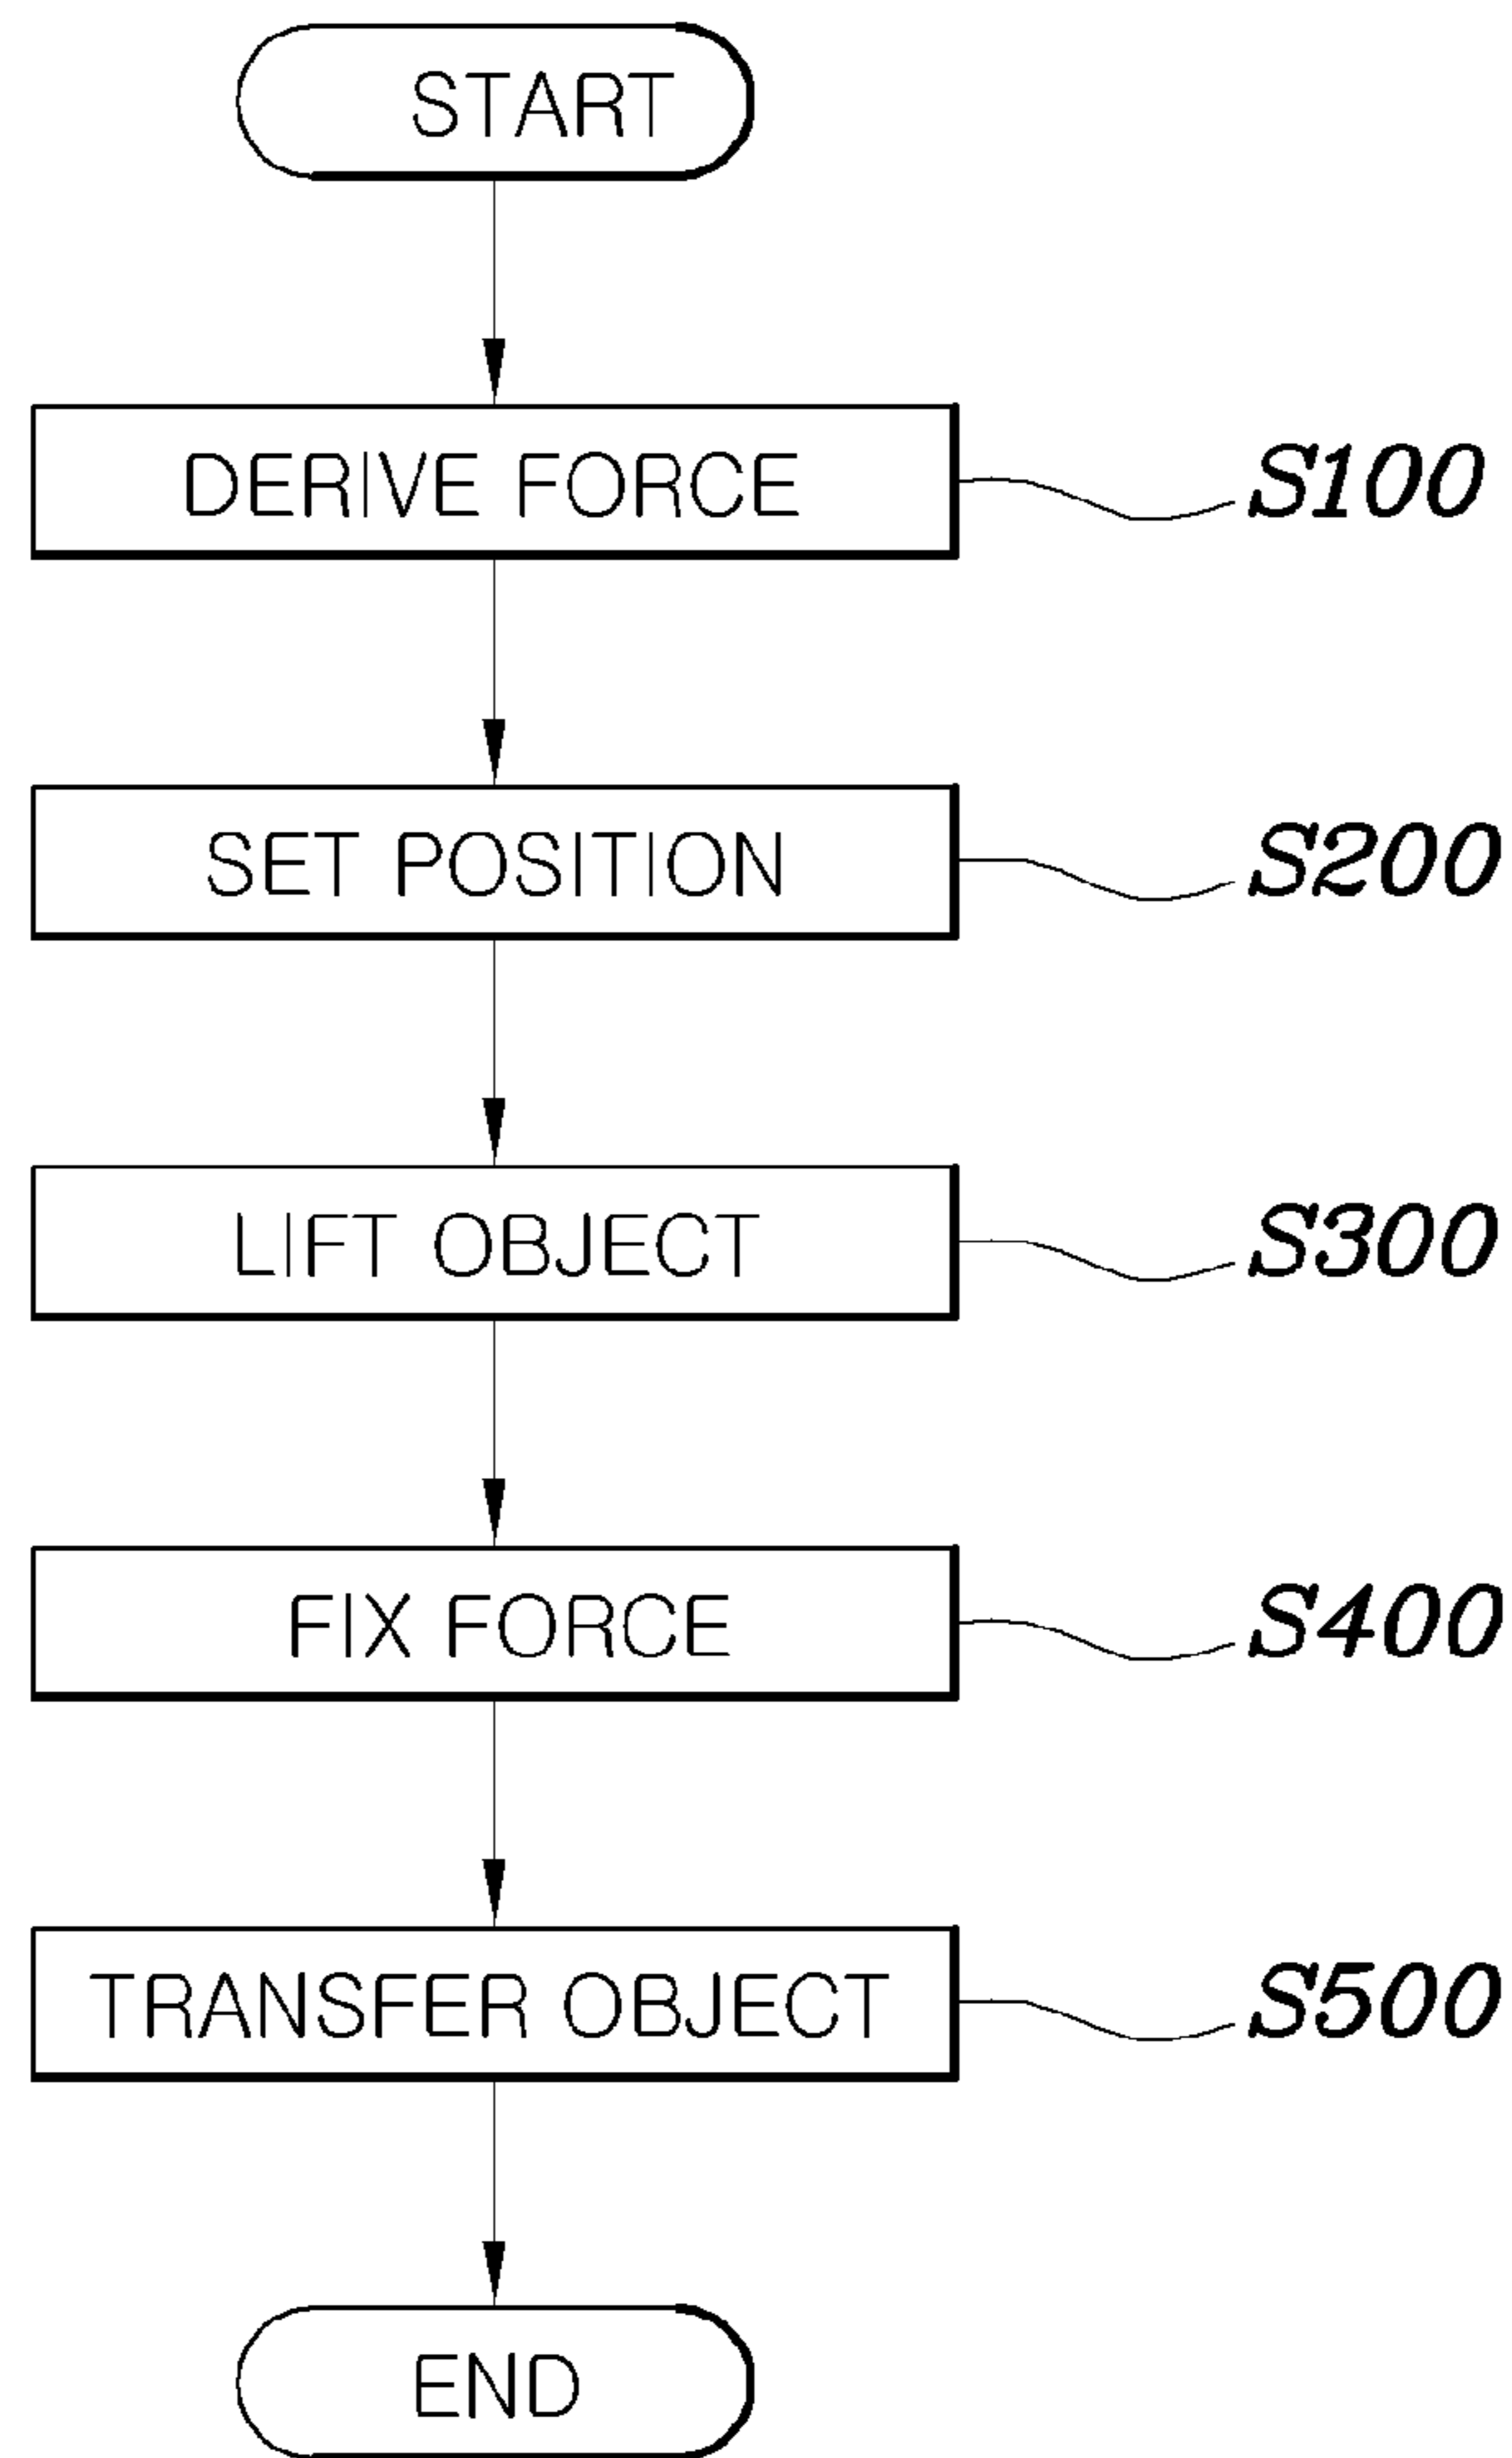 START
DERIVE FORCE S100
SET POSITION S200
LIFT OBJECT S300
FIX FORCE S400
TRANSFER OBJECT S500
END